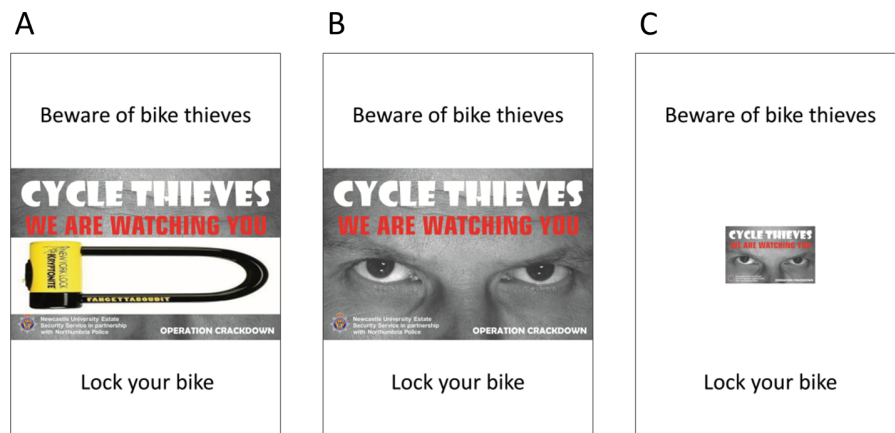 A
Beware of bike thieves
CYCLE THIEVES
WE ARE WATCHING YOU
NEW YORK LOCK
KRYPTONITE
FAHGETTABOUDIT
Newcastle University Estate
Security Service in partnership
with Northumbria Police
OPERATION CRACKDOWN
Lock your bike
B
Beware of bike thieves
CYCLE THIEVES
WE ARE WATCHING YOU
Newcastle University Estate
Security Service in partnership
with Northumbria Police
OPERATION CRACKDOWN
Lock your bike
C
Beware of bike thieves
CYCLE THIEVES
WE ARE WATCHING YOU
OPERATION CRACKDOWN
Lock your bike